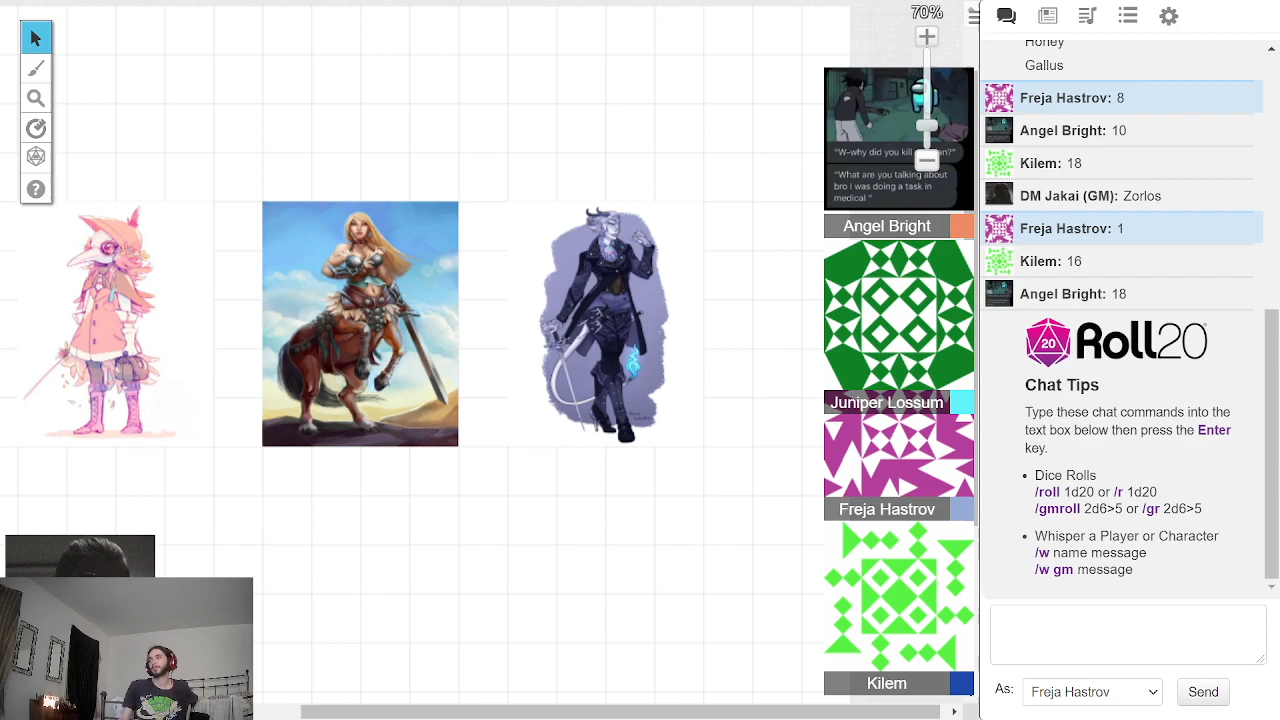 70%
"W-why did you kill
an?"
"What are you talking about
bro I was doing a task in
medical "
Angel Bright
Juniper Lossum
Freja Hastrov
Kilem
Honey
Gallus
Freja Hastrov: 8
Angel Bright: 10
Kilem: 18
DM Jakai (GM): Zorlos
Freja Hastrov: 1
Kilem: 16
Angel Bright: 18
20 Roll20
Chat Tips
Type these chat commands into the
text box below then press the Enter
key.
• Dice Rolls
/roll 1d20 or /r 1d20
/gmroll 2d6>5 or /gr 2d6>5
• Whisper a Player or Character
/w name message
/w gm message
As:
Freja Hastrov
Send